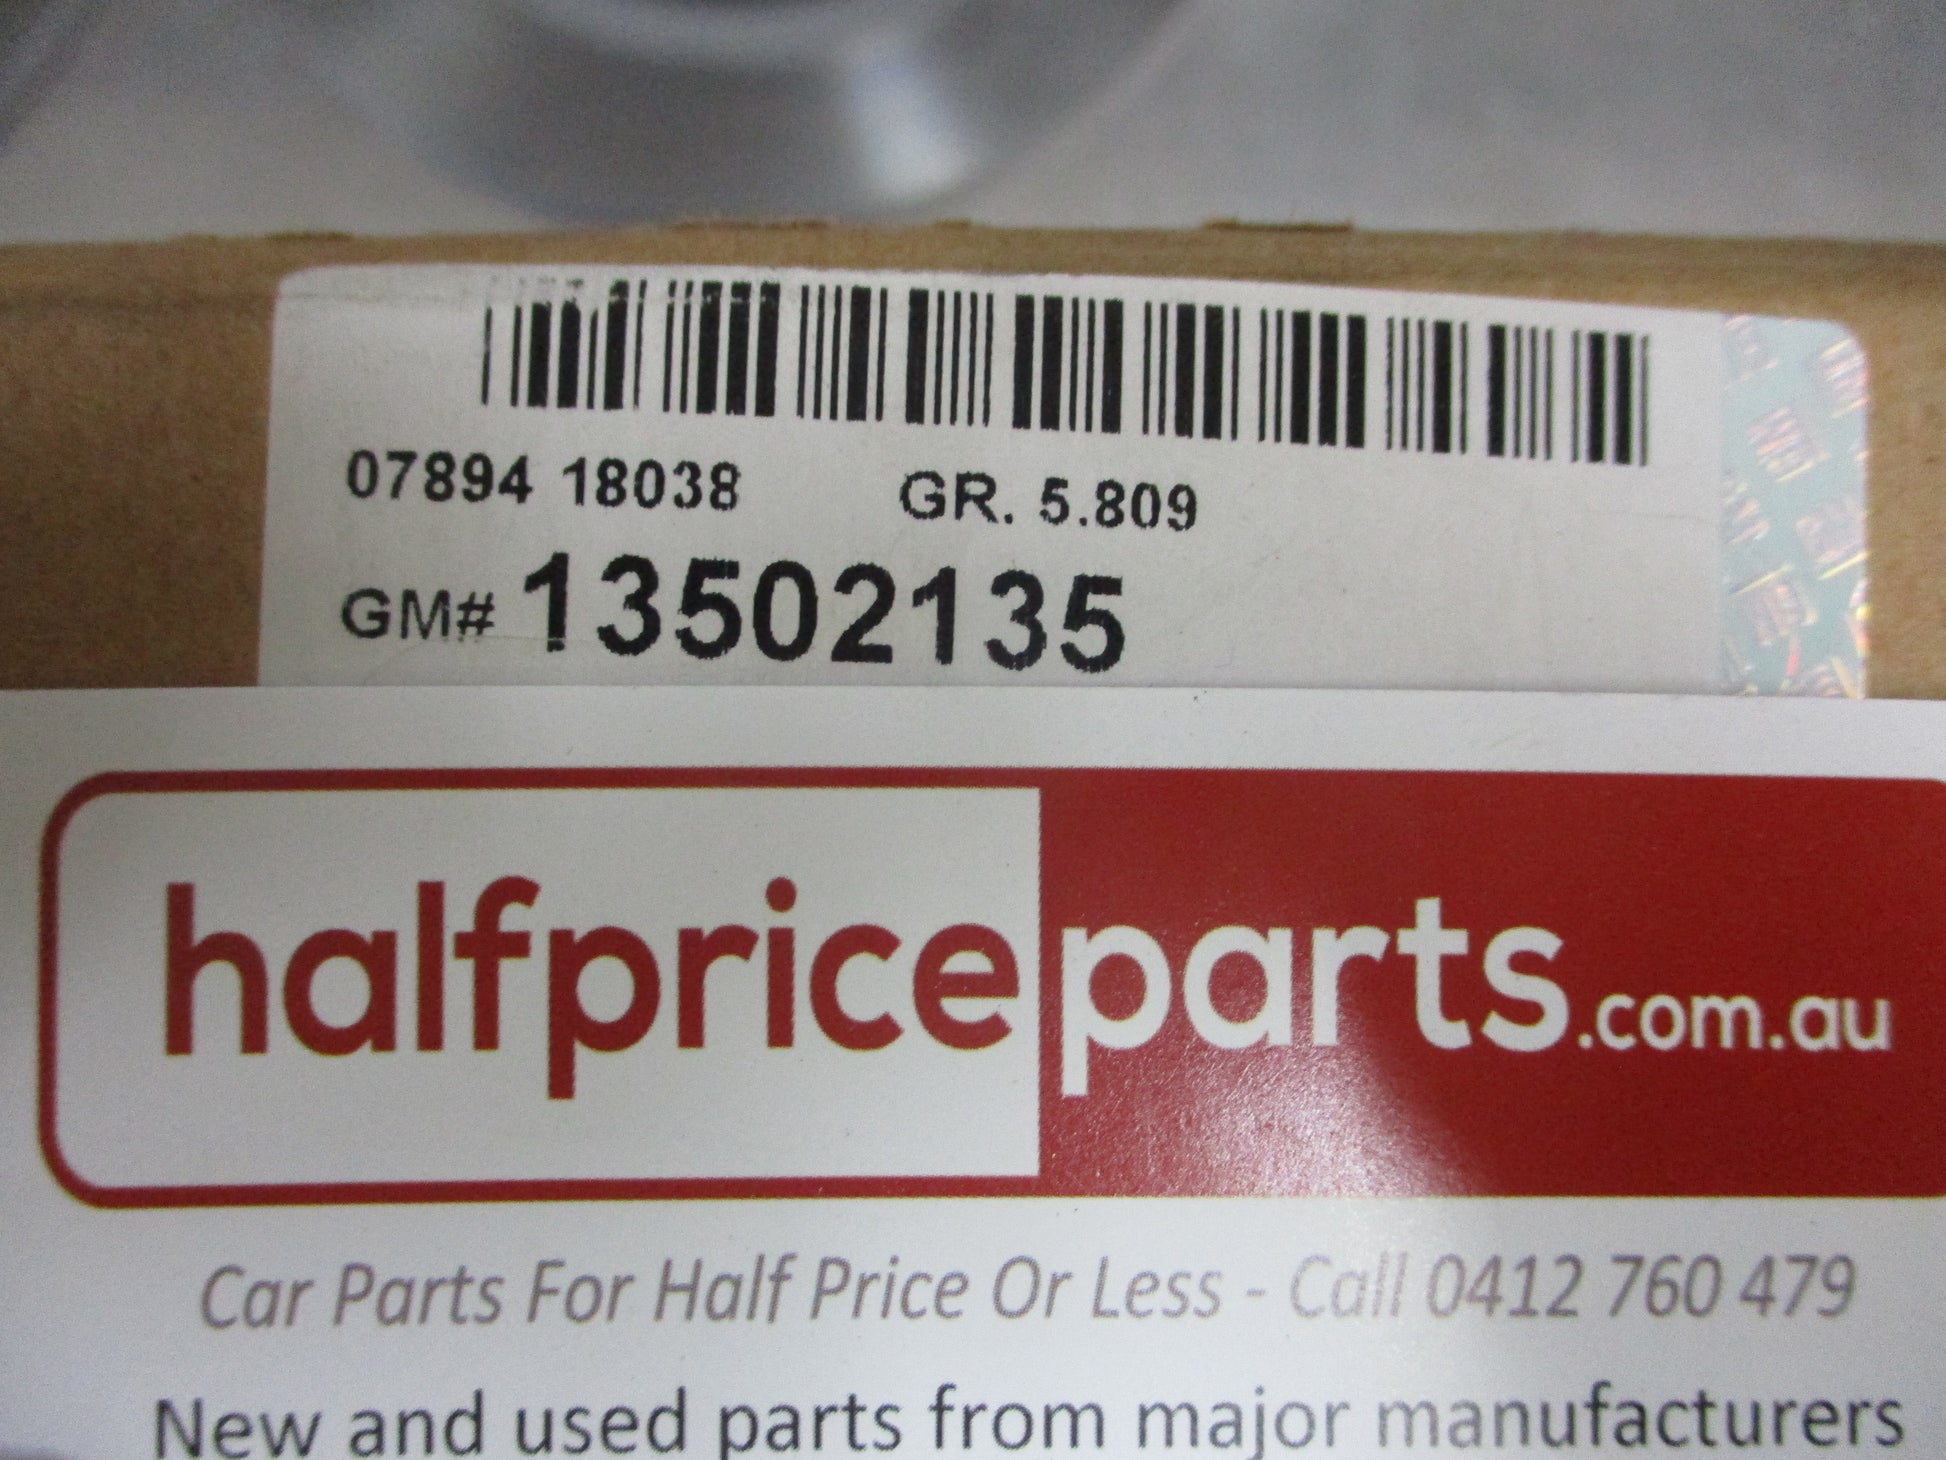 07894 18038 GR. 5.809
GM# 13502135
halfpriceparts.com.au
Car Parts For Half Price Or Less - Call 0412 760 479
New and used parts from major manufacturers